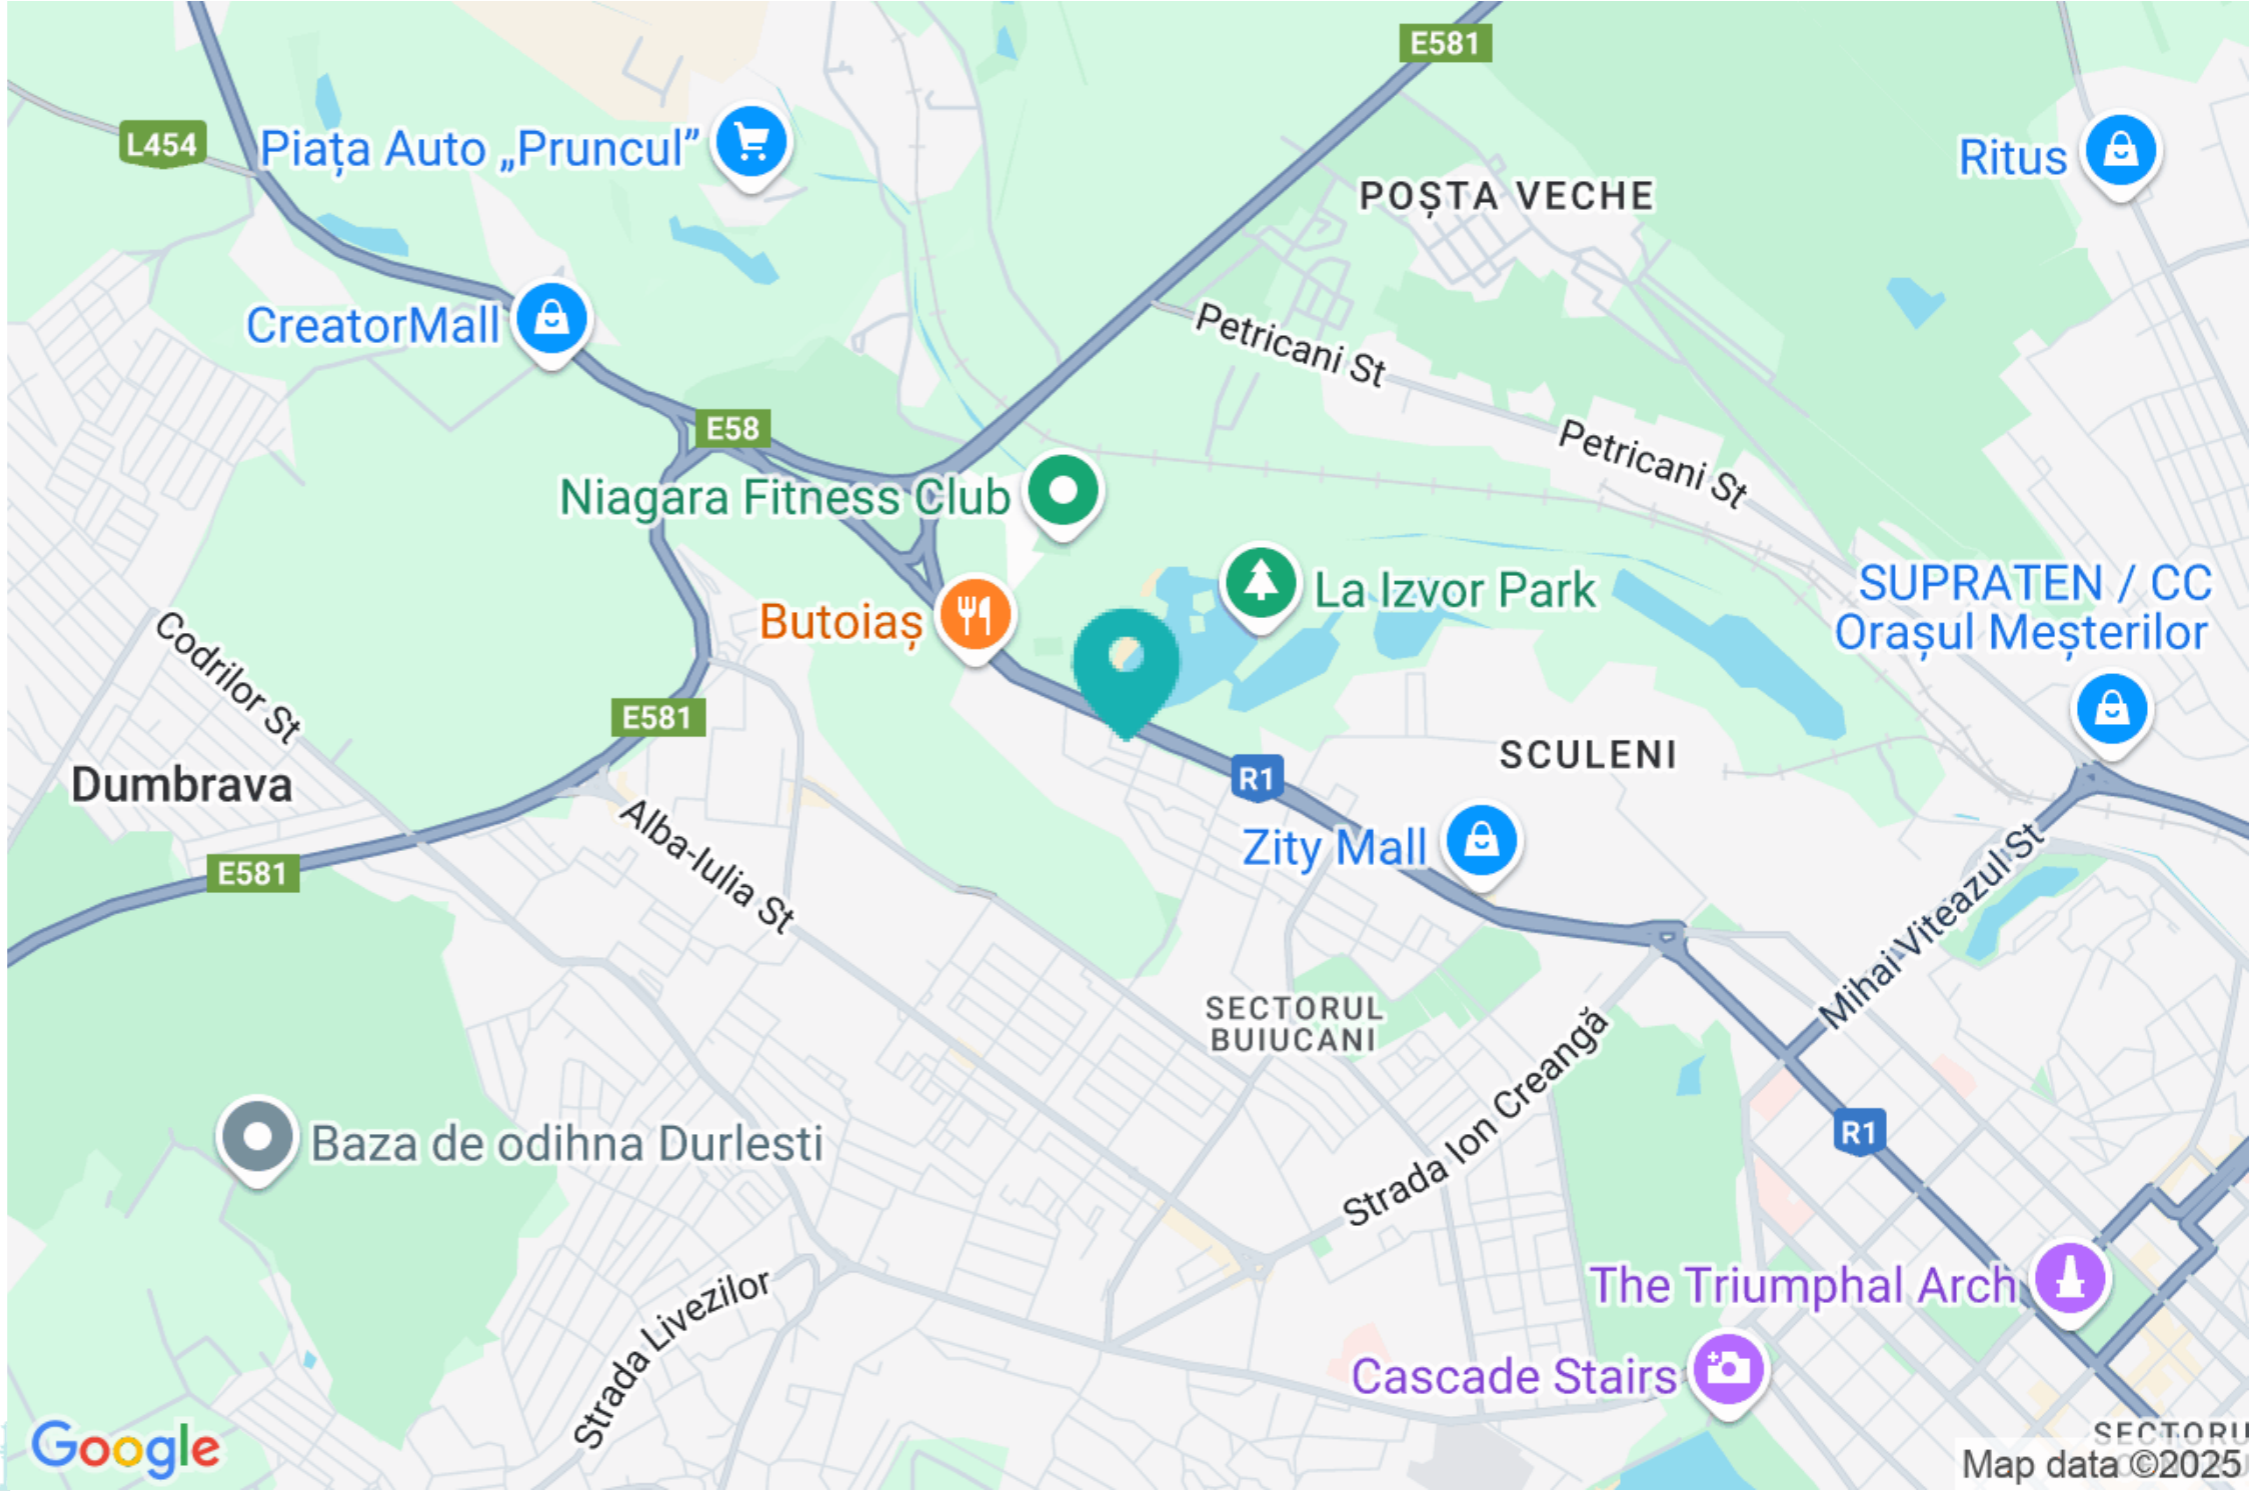 E581
L454
Piața Auto „Pruncul”
Ritus
POȘTA VECHE
CreatorMall
Petricani St
E58
Petricani St
Niagara Fitness Club
La Izvor Park
SUPRATEN / CC
Orașul Meșterilor
Butoiaș
Codrilor St
E581
SCULENI
Dumbrava
R1
Alba-Iulia St
Zity Mall
E581
Mihai Viteazul St
SECTORUL
BUIUCANI
Strada Ion Creangă
R1
Baza de odihna Durlesti
The Triumphal Arch
Strada Livezilor
Cascade Stairs
SECTORU
Google
Map data ©2025